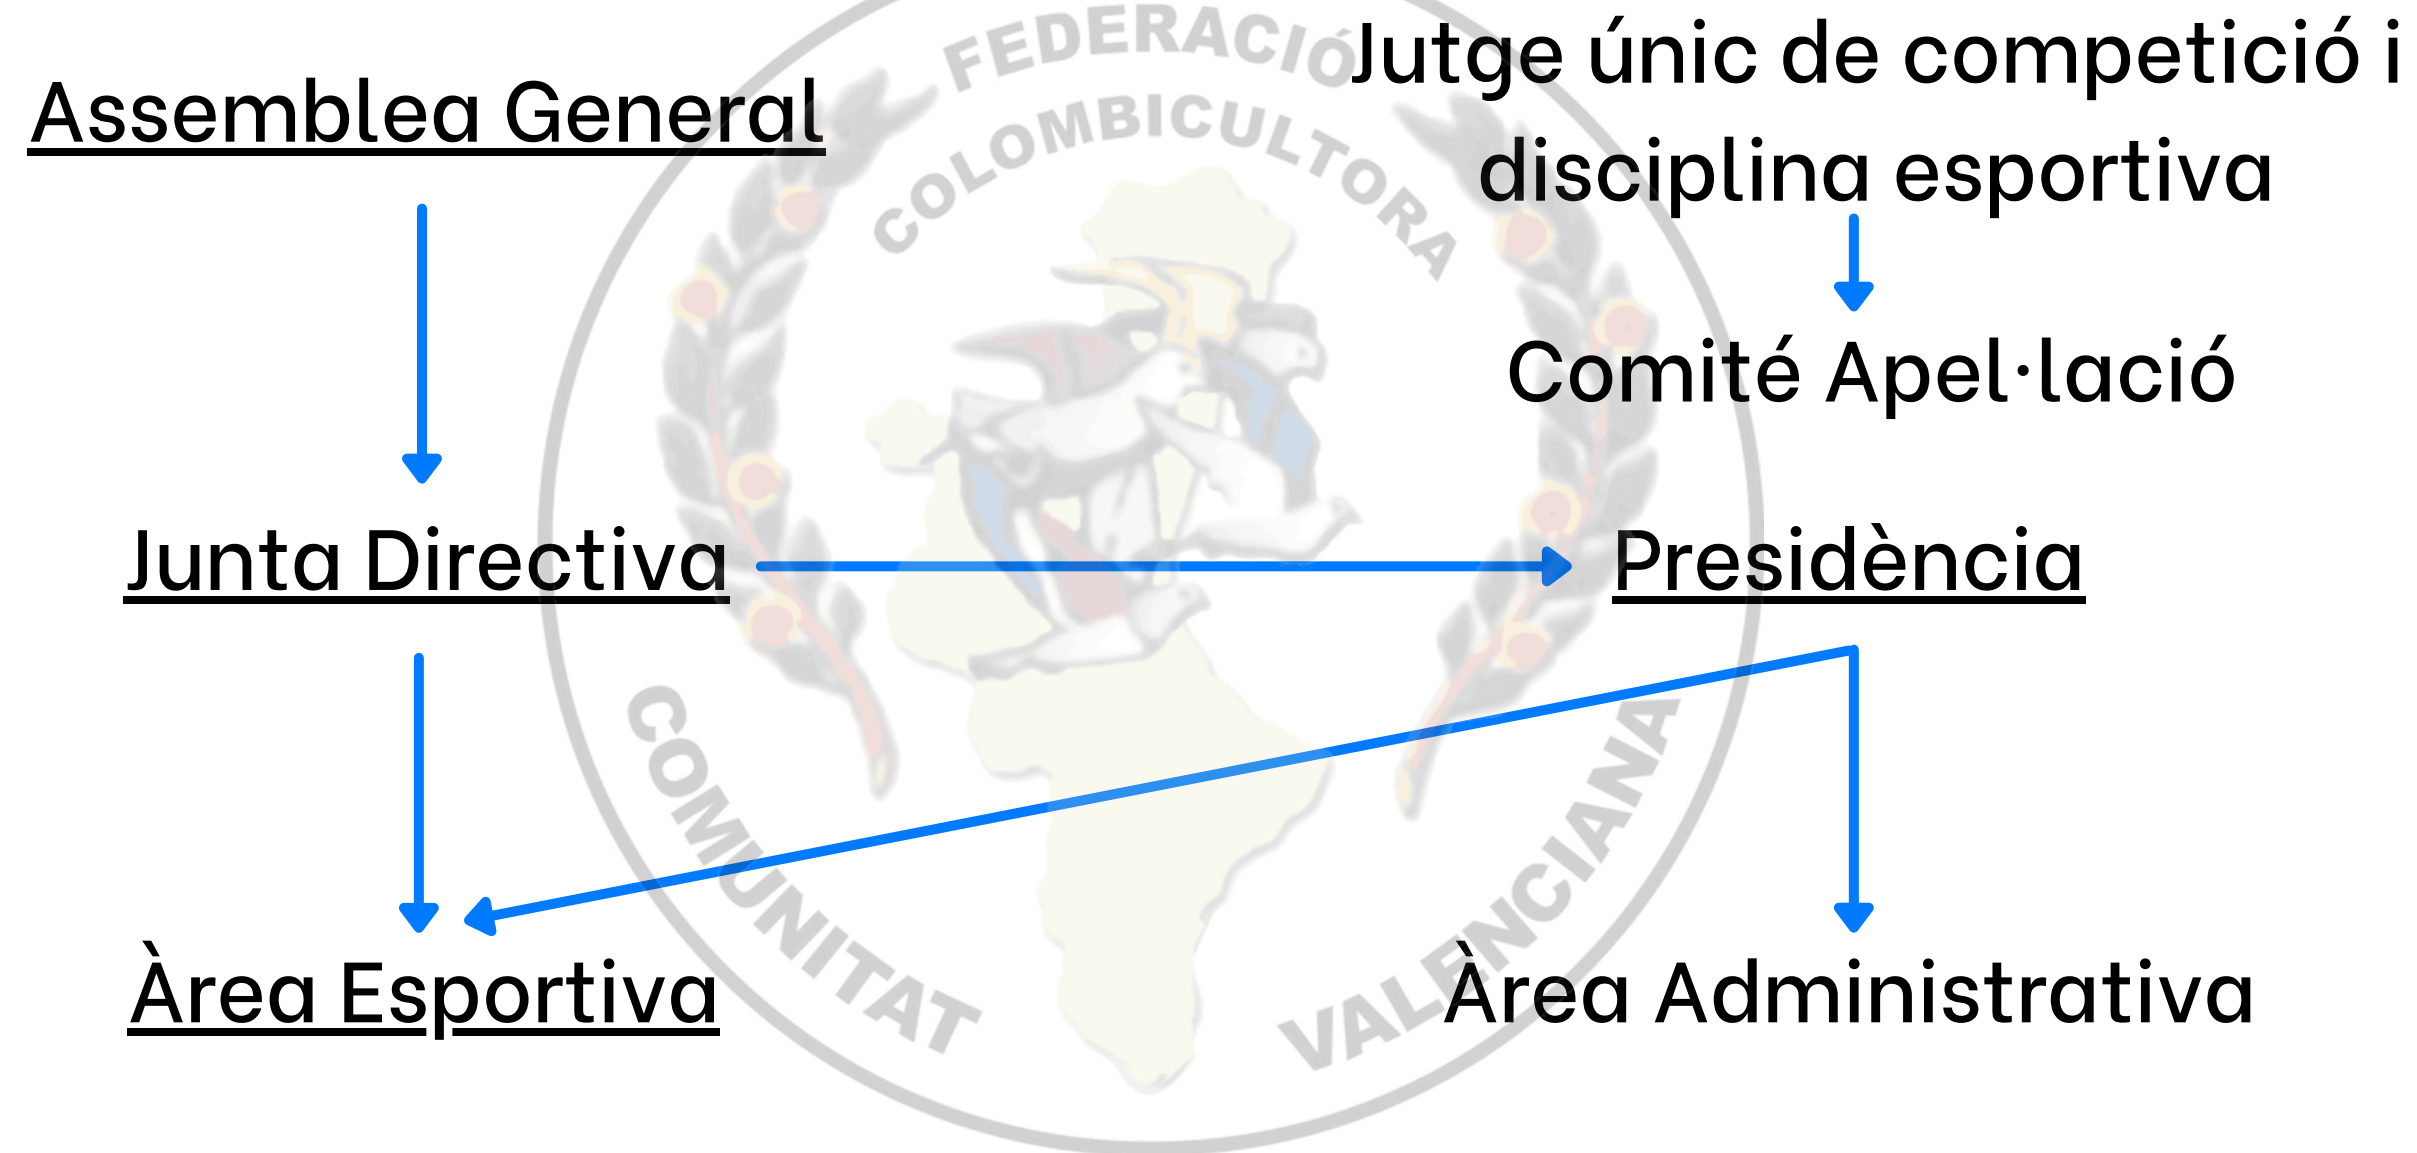 FEDERACIÓ
COLOMBICULTORA
Assemblea General
Jutge únic de competició i
disciplina esportiva
Comité Apel·lació
Junta Directiva
Presidència
Àrea Esportiva
Àrea Administrativa
COMUNITAT
VALENCIANA